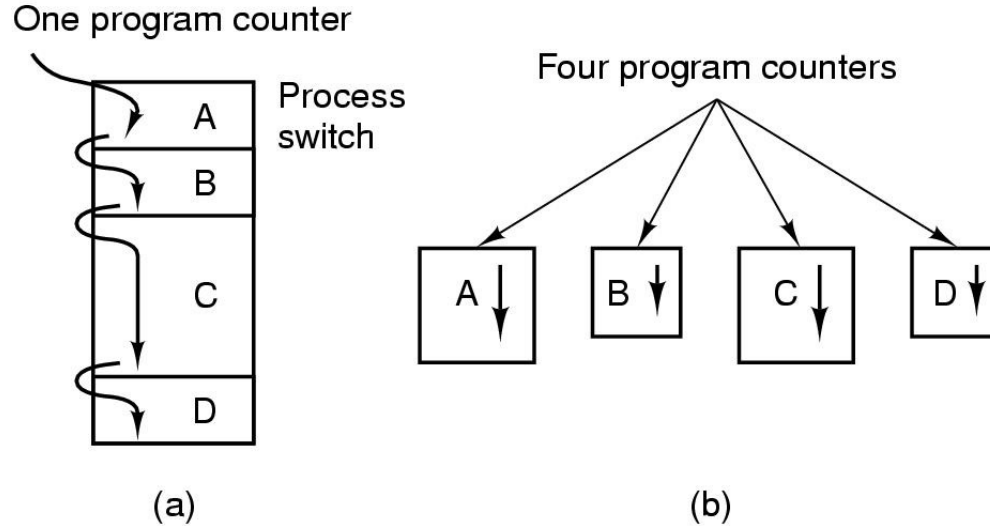 One program counter
Process
switch
A
B
C
D
(a)
Four program counters
A
B
C
D
(b)